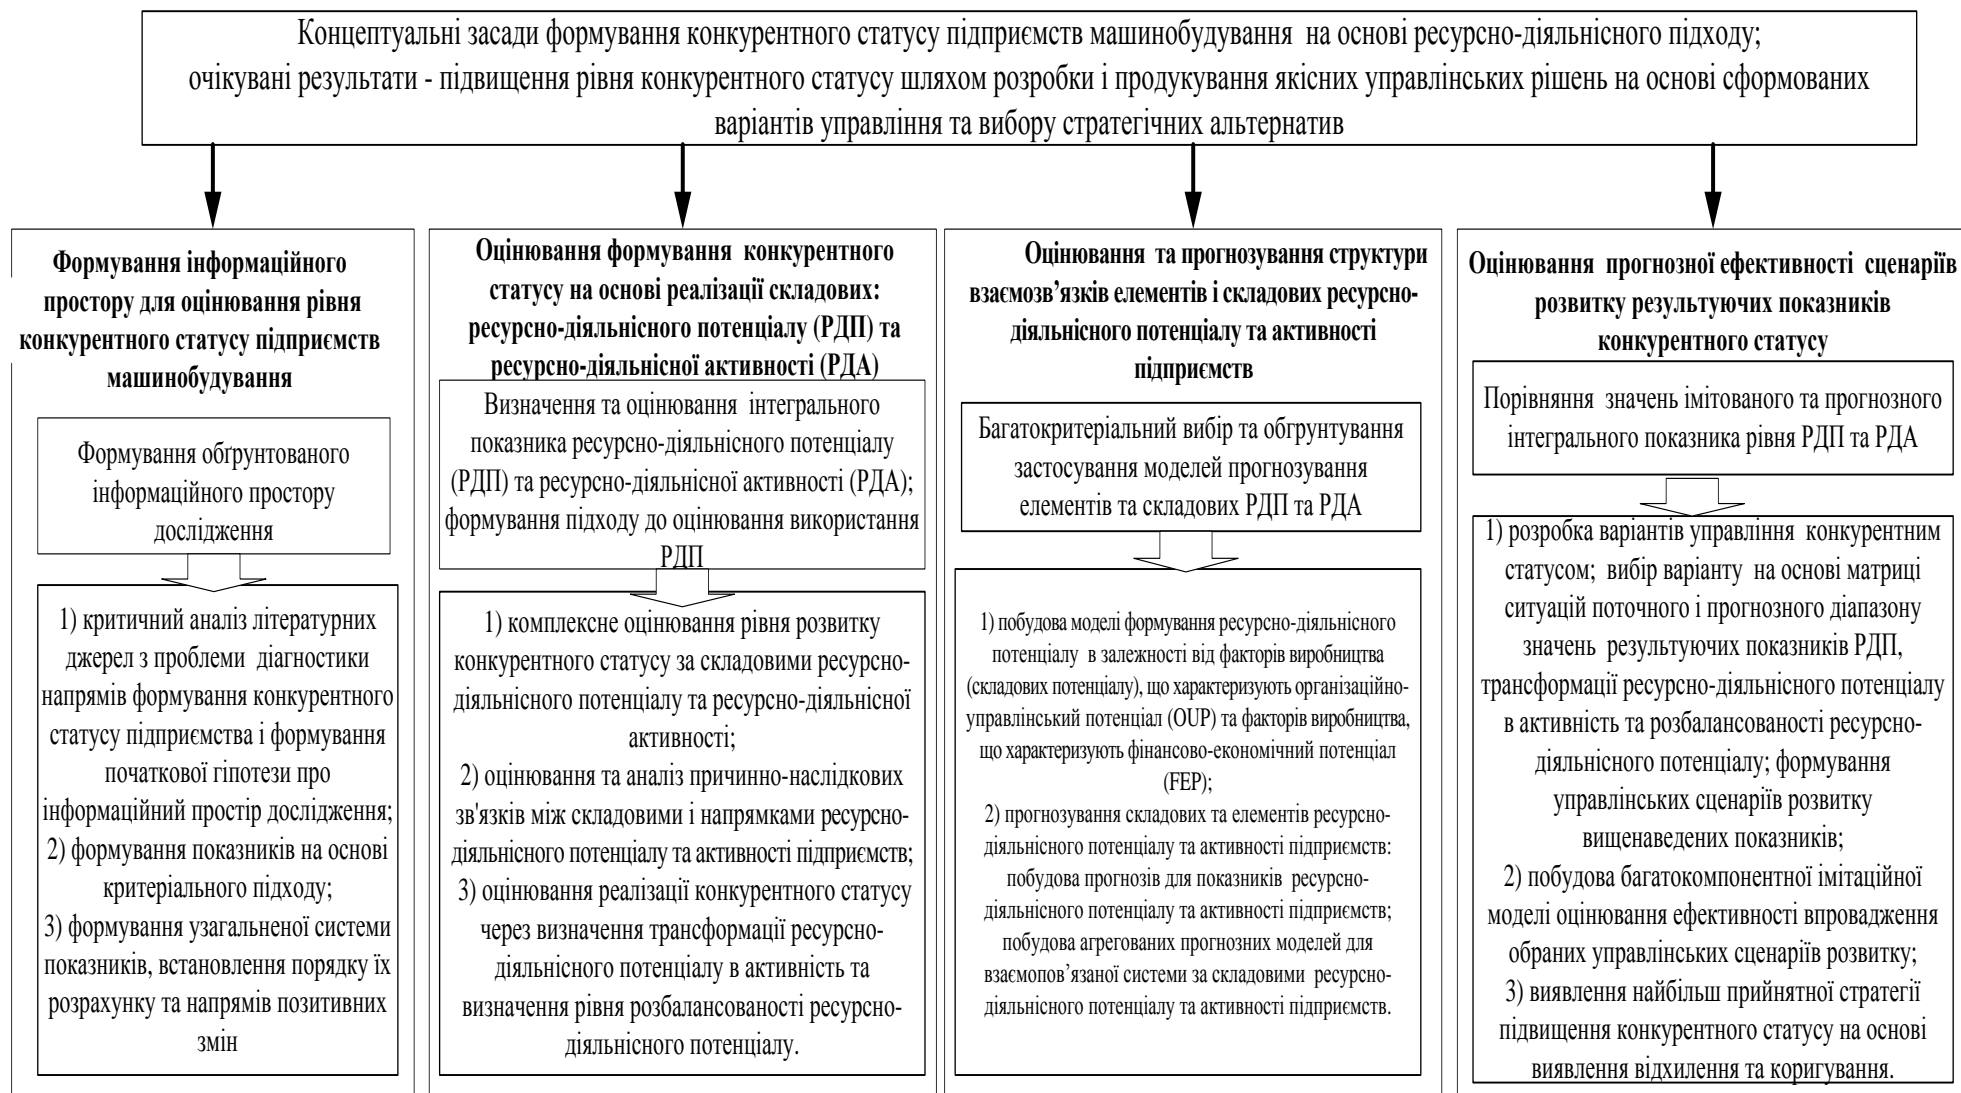 Концептуальні засади формування конкурентного статусу підприємств машинобудування на основі ресурсно-діяльнісного підходу;
очікувані результати - підвищення рівня конкурентного статусу шляхом розробки і продукування якісних управлінських рішень на основі сформованих
варіантів управління та вибору стратегічних альтернатив
Формування інформаційного
простору для оцінювання рівня
конкурентного статусу підприємств
машинобудування
Формування обґрунтованого
інформаційного простору
дослідження
1) критичний аналіз літературних
джерел з проблеми діагностики
напрямів формування конкурентного
статусу підприємства і формування
початкової гіпотези про
інформаційний простір дослідження;
2) формування показників на основі
критеріального підходу;
3) формування узагальненої системи
показників, встановлення порядку їх
розрахунку та напрямів позитивних
змін
Оцінювання формування конкурентного
статусу на основі реалізації складових:
ресурсно-діяльнісного потенціалу (РДП) та
ресурсно-діяльнісної активності (РДА)
Визначення та оцінювання інтегрального
показника ресурсно-діяльнісного потенціалу
(РДП) та ресурсно-діяльнісної активності (РДА);
формування підходу до оцінювання використання
РДП
1) комплексне оцінювання рівня розвитку
конкурентного статусу за складовими ресурсно-
діяльнісного потенціалу та ресурсно-діяльнісної
активності;
2) оцінювання та аналіз причинно-наслідкових
зв'язків між складовими і напрямками ресурсно-
діяльнісного потенціалу та активності підприємств;
3) оцінювання реалізації конкурентного статусу
через визначення трансформації ресурсно-
діяльнісного потенціалу в активність та
визначення рівня розбалансованості ресурсно-
діяльнісного потенціалу.
Оцінювання та прогнозування структури
взаємозв’язків елементів і складових ресурсно-
діяльнісного потенціалу та активності
підприємств
Багатокритеріальний вибір та обгрунтування
застосування моделей прогнозування
елементів та складових РДП та РДА
1) побудова моделі формування ресурсно-діяльнісного
потенціалу в залежності від факторів виробництва
(складових потенціалу), що характеризують організаційно-
управлінський потенціал (OUP) та факторів виробництва,
що характеризують фінансово-економічний потенціал
(FEP);
2) прогнозування складових та елементів ресурсно-
діяльнісного потенціалу та активності підприємств:
побудова прогнозів для показників ресурсно-
діяльнісного потенціалу та активності підприємств;
побудова агрегованих прогнозних моделей для
взаємопов’язаної системи за складовими ресурсно-
діяльнісного потенціалу та активності підприємств.
Оцінювання прогнозної ефективності сценаріїв
розвитку результуючих показників
конкурентного статусу
Порівняння значень імітованого та прогнозного
інтегрального показника рівня РДП та РДА
1) розробка варіантів управління конкурентним
статусом; вибір варіанту на основі матриці
ситуацій поточного і прогнозного діапазону
значень результуючих показників РДП,
трансформації ресурсно-діяльнісного потенціалу
в активність та розбалансованості ресурсно-
діяльнісного потенціалу; формування
управлінських сценаріїв розвитку
вищенаведених показників;
2) побудова багатокомпонентної імітаційної
моделі оцінювання ефективності впровадження
обраних управлінських сценаріїв розвитку;
3) виявлення найбільш прийнятної стратегії
підвищення конкурентного статусу на основі
виявлення відхилення та коригування.